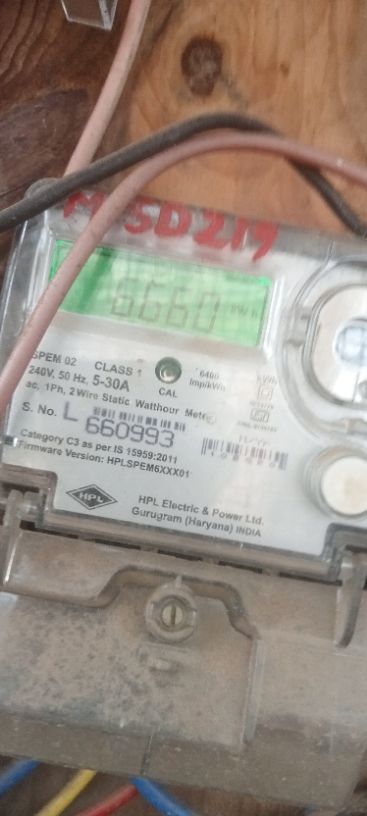 6660
SPEM 02 CLASS 1
240V, 50 Hz, 5-30A
CAL
6400
Imp/kWh
ac, 1Ph, 2 Wire Static Watthour Meter
S. No. L 660993
Category C3 as per IS 15959:2011
Firmware Version: HPLSPEM6XXX01
HPL
HPL Electric & Power Ltd.
Gurugram (Haryana) INDIA